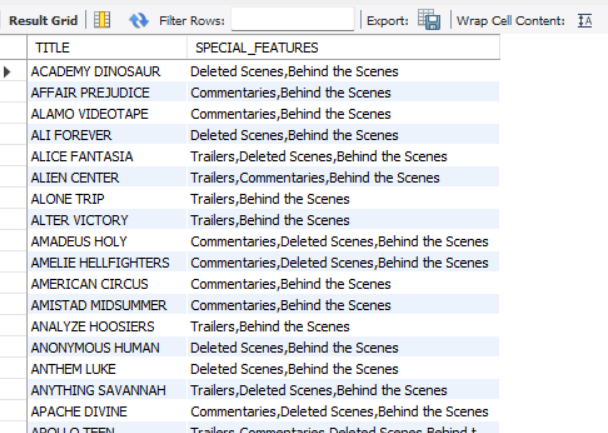 Result Grid Filter Rows: Export: Wrap Cell Content:
TITLE SPECIAL_FEATURES
ACADEMY DINOSAUR Deleted Scenes,Behind the Scenes
AFFAIR PREJUDICE Commentaries,Behind the Scenes
ALAMO VIDEOTAPE Commentaries,Behind the Scenes
ALI FOREVER Deleted Scenes,Behind the Scenes
ALICE FANTASIA Trailers,Deleted Scenes,Behind the Scenes
ALIEN CENTER Trailers,Commentaries,Behind the Scenes
ALONE TRIP Trailers,Behind the Scenes
ALTER VICTORY Trailers,Behind the Scenes
AMADEUS HOLY Commentaries,Deleted Scenes,Behind the Scenes
AMELIE HELLFIGHTERS Commentaries,Deleted Scenes,Behind the Scenes
AMERICAN CIRCUS Commentaries,Behind the Scenes
AMISTAD MIDSUMMER Commentaries,Behind the Scenes
ANALYZE HOOSIERS Trailers,Behind the Scenes
ANONYMOUS HUMAN Deleted Scenes,Behind the Scenes
ANTHEM LUKE Deleted Scenes,Behind the Scenes
ANYTHING SAVANNAH Trailers,Deleted Scenes,Behind the Scenes
APACHE DIVINE Commentaries,Deleted Scenes,Behind the Scenes
APOLLO TEEN Trailers,Commentaries,Deleted Scenes,Behind t...